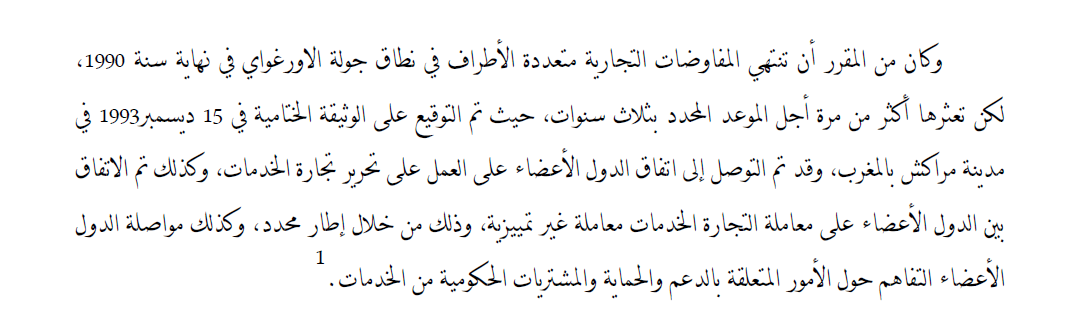 وكان من المقرر أن تنتهي المفاوضات التجارية متعددة الأطراف في نطاق جولة الاورغواي في نهاية سنة 1990،
لكن تعثرها أكثر من مرة أجل الموعد المحدد بثلاث سنوات، حيث تم التوقيع على الوثيقة الختامية في 15 ديسمبر1993 في
مدينة مراكش بالمغرب، وقد تم التوصل إلى اتفاق الدول الأعضاء على العمل على تحرير تجارة الخدمات، وكذلك تم الاتفاق
بين الدول الأعضاء على معاملة التجارة الخدمات معاملة غير تمييزية، وذلك من خلال إطار محدد، وكذلك مواصلة الدول
الأعضاء التفاهم حول الأمور المتعلقة بالدعم والحماية والمشتريات الحكومية من الخدمات. 1